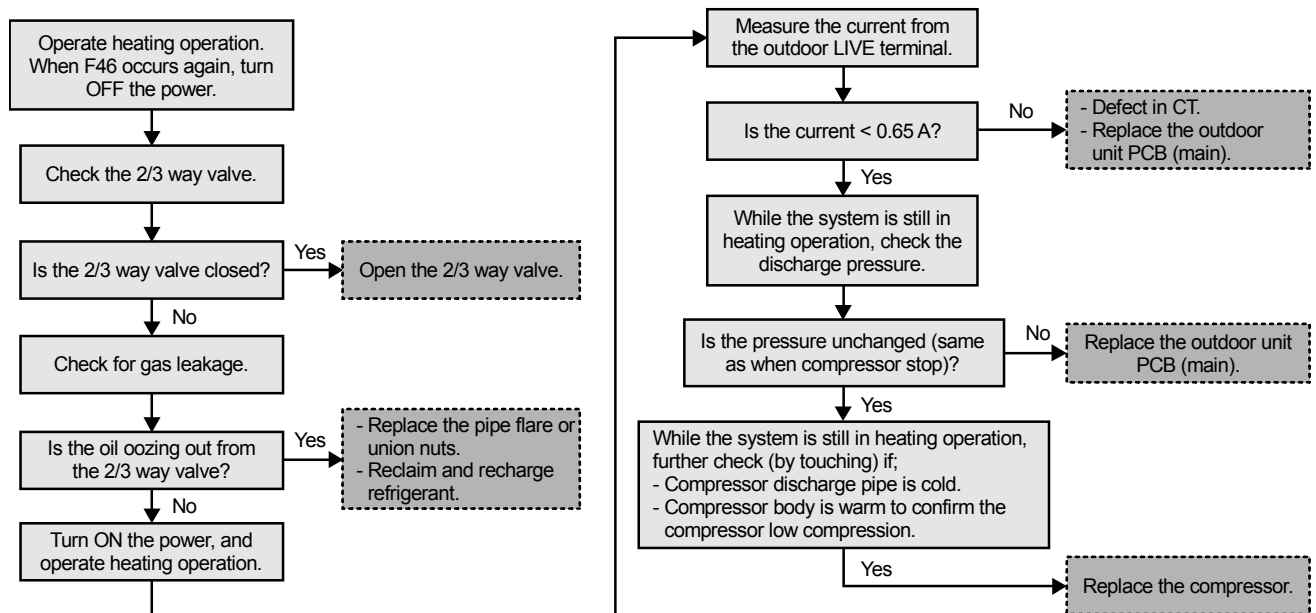 Operate heating operation.
When F46 occurs again, turn
OFF the power.
Check the 2/3 way valve.
Is the 2/3 way valve closed?
Yes
Open the 2/3 way valve.
No
Check for gas leakage.
Is the oil oozing out from
the 2/3 way valve?
Yes
- Replace the pipe flare or
union nuts.
- Reclaim and recharge
refrigerant.
No
Turn ON the power, and
operate heating operation.
Measure the current from
the outdoor LIVE terminal.
Is the current < 0.65 A?
No
- Defect in CT.
- Replace the outdoor
unit PCB (main).
Yes
While the system is still in
heating operation, check the
discharge pressure.
Is the pressure unchanged (same
as when compressor stop)?
No
Replace the outdoor unit
PCB (main).
Yes
While the system is still in heating operation,
further check (by touching) if;
- Compressor discharge pipe is cold.
- Compressor body is warm to confirm the
compressor low compression.
Yes
Replace the compressor.